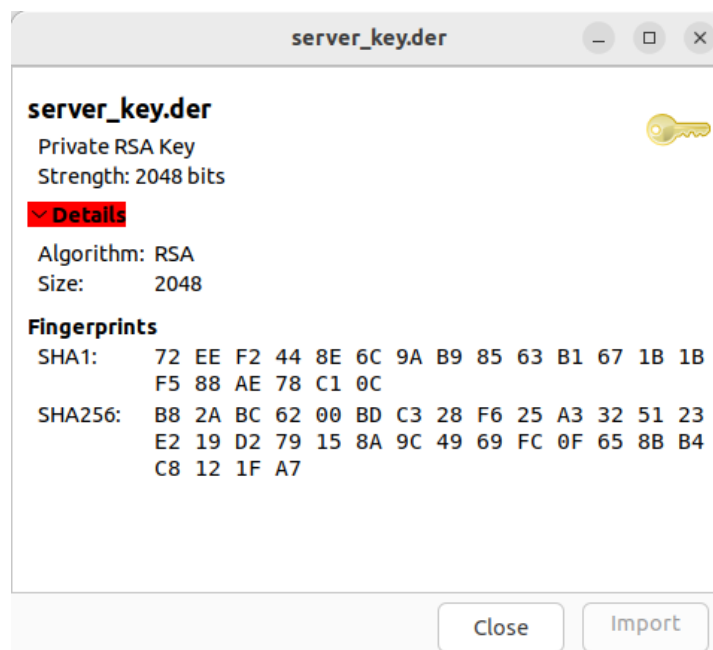 server_key.der
server_key.der
Private RSA Key
Strength: 2048 bits
Details
Algorithm: RSA
Size: 2048
Fingerprints
SHA1: 72 EE F2 44 8E 6C 9A B9 85 63 B1 67 1B 1B
F5 88 AE 78 C1 0C
SHA256: B8 2A BC 62 00 BD C3 28 F6 25 A3 32 51 23
E2 19 D2 79 15 8A 9C 49 69 FC 0F 65 8B B4
C8 12 1F A7
Close Import